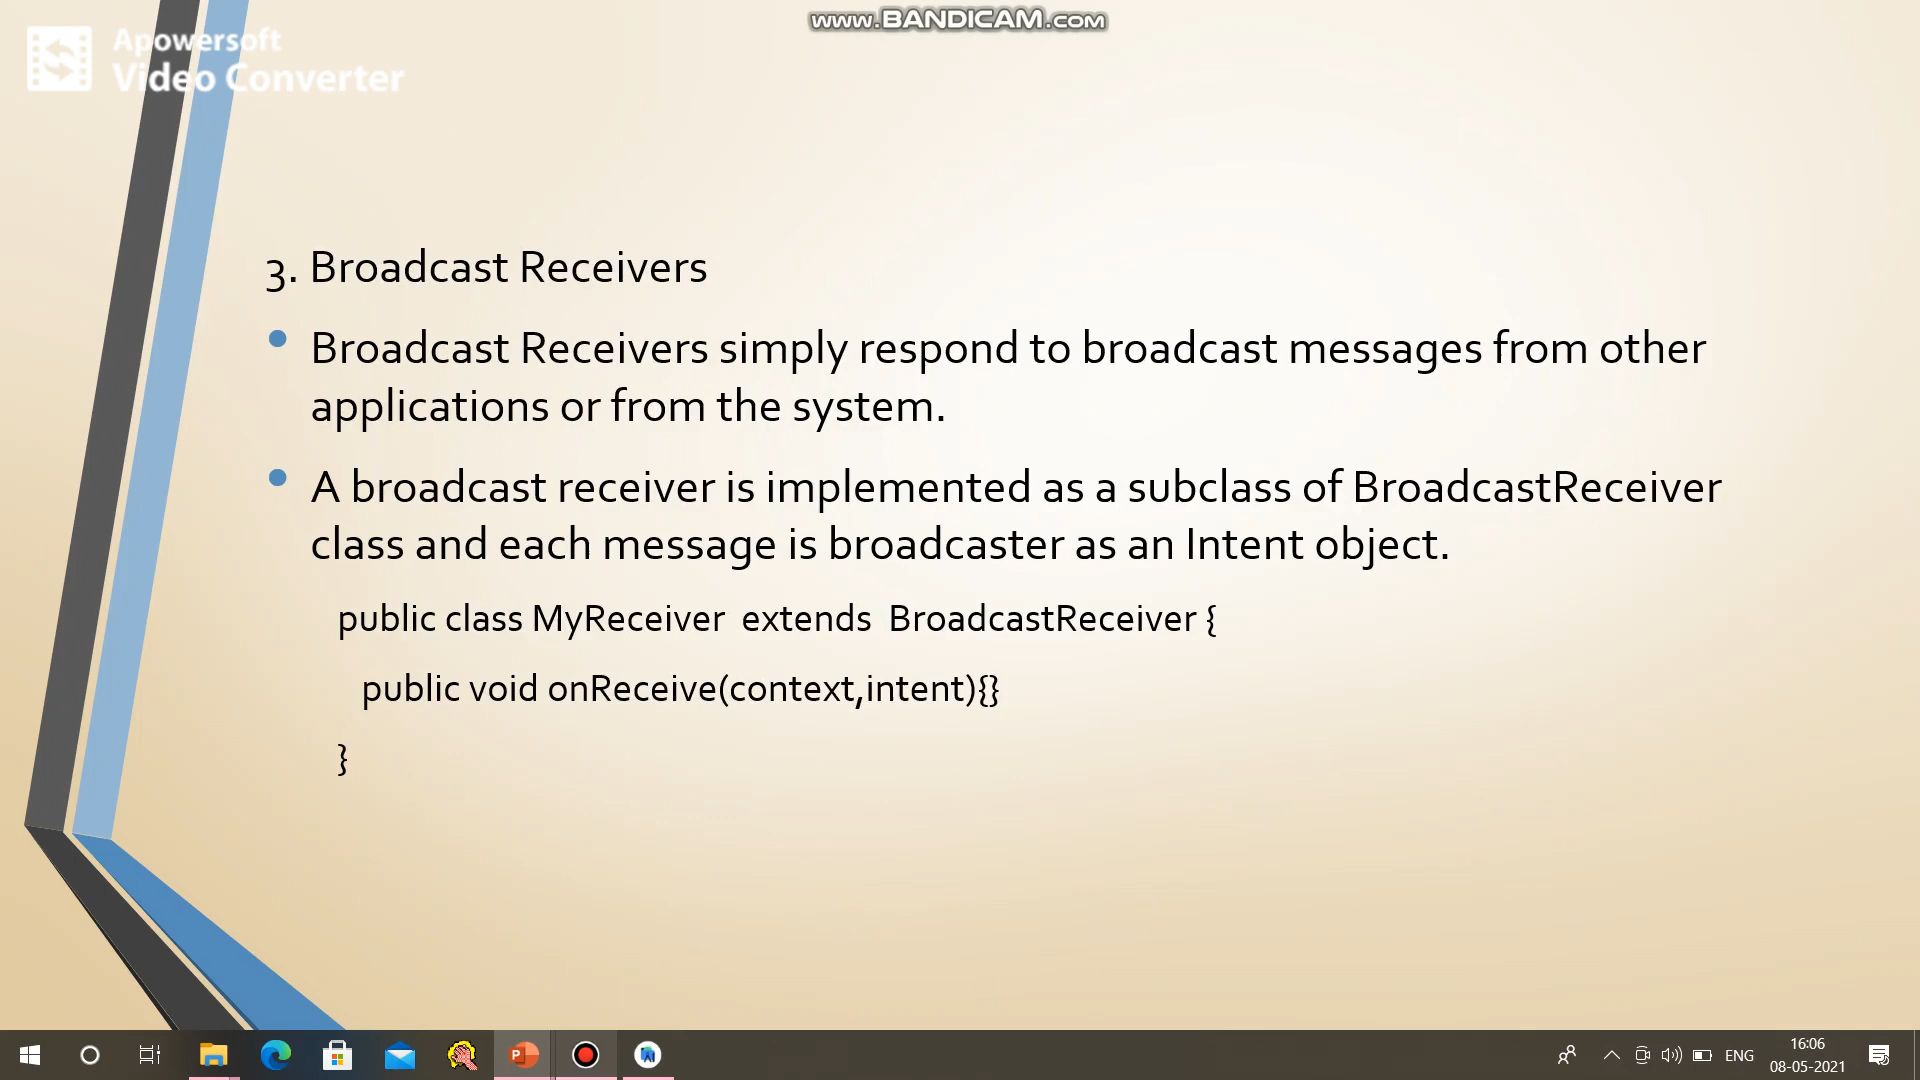 www.BANDICAM.com
Apowersoft
Video Converter
3. Broadcast Receivers
• Broadcast Receivers simply respond to broadcast messages from other
applications or from the system.
• A broadcast receiver is implemented as a subclass of BroadcastReceiver
class and each message is broadcaster as an Intent object.
public class MyReceiver  extends  BroadcastReceiver {
public void onReceive(context,intent){}
}
ENG
16:06
08-05-2021